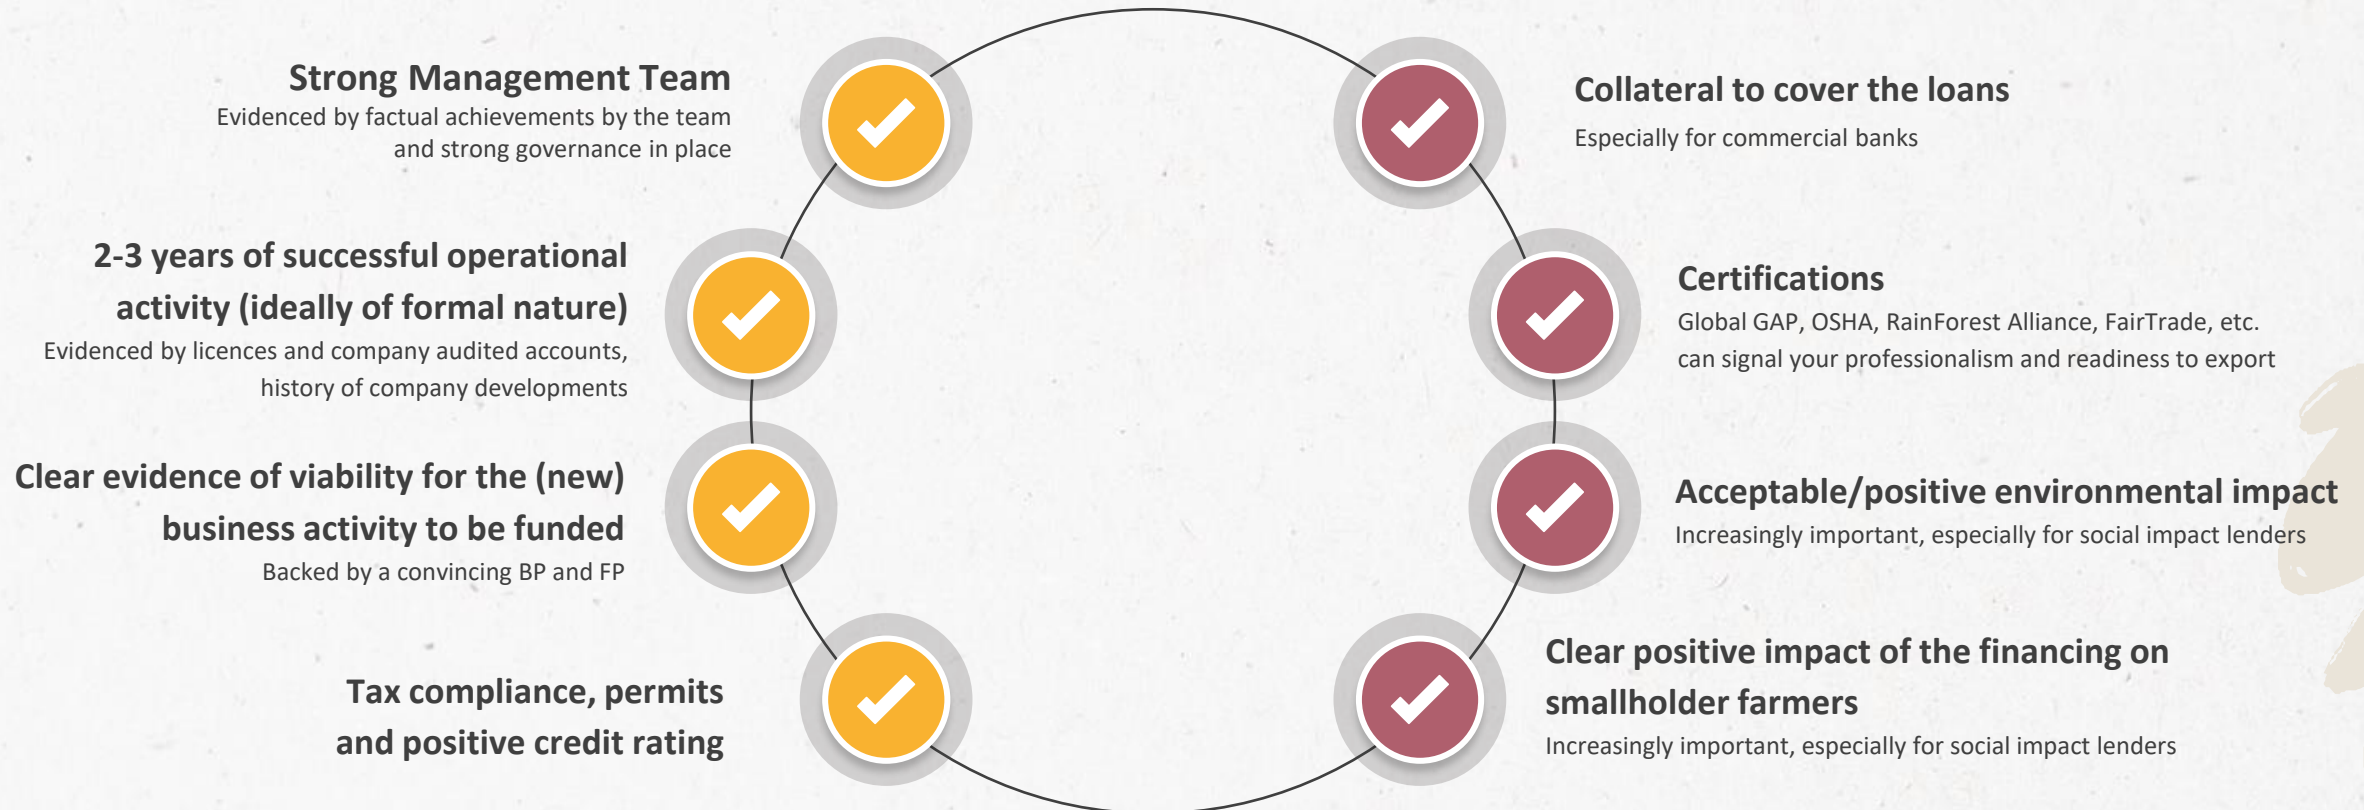 Strong Management Team
Evidenced by factual achievements by the team
and strong governance in place
2-3 years of successful operational
activity (ideally of formal nature)
Evidenced by licences and company audited accounts,
history of company developments
Clear evidence of viability for the (new)
business activity to be funded
Backed by a convincing BP and FP
Tax compliance, permits
and positive credit rating
Collateral to cover the loans
Especially for commercial banks
Certifications
Global GAP, OSHA, RainForest Alliance, FairTrade, etc.
can signal your professionalism and readiness to export
Acceptable/positive environmental impact
Increasingly important, especially for social impact lenders
Clear positive impact of the financing on
smallholder farmers
Increasingly important, especially for social impact lenders